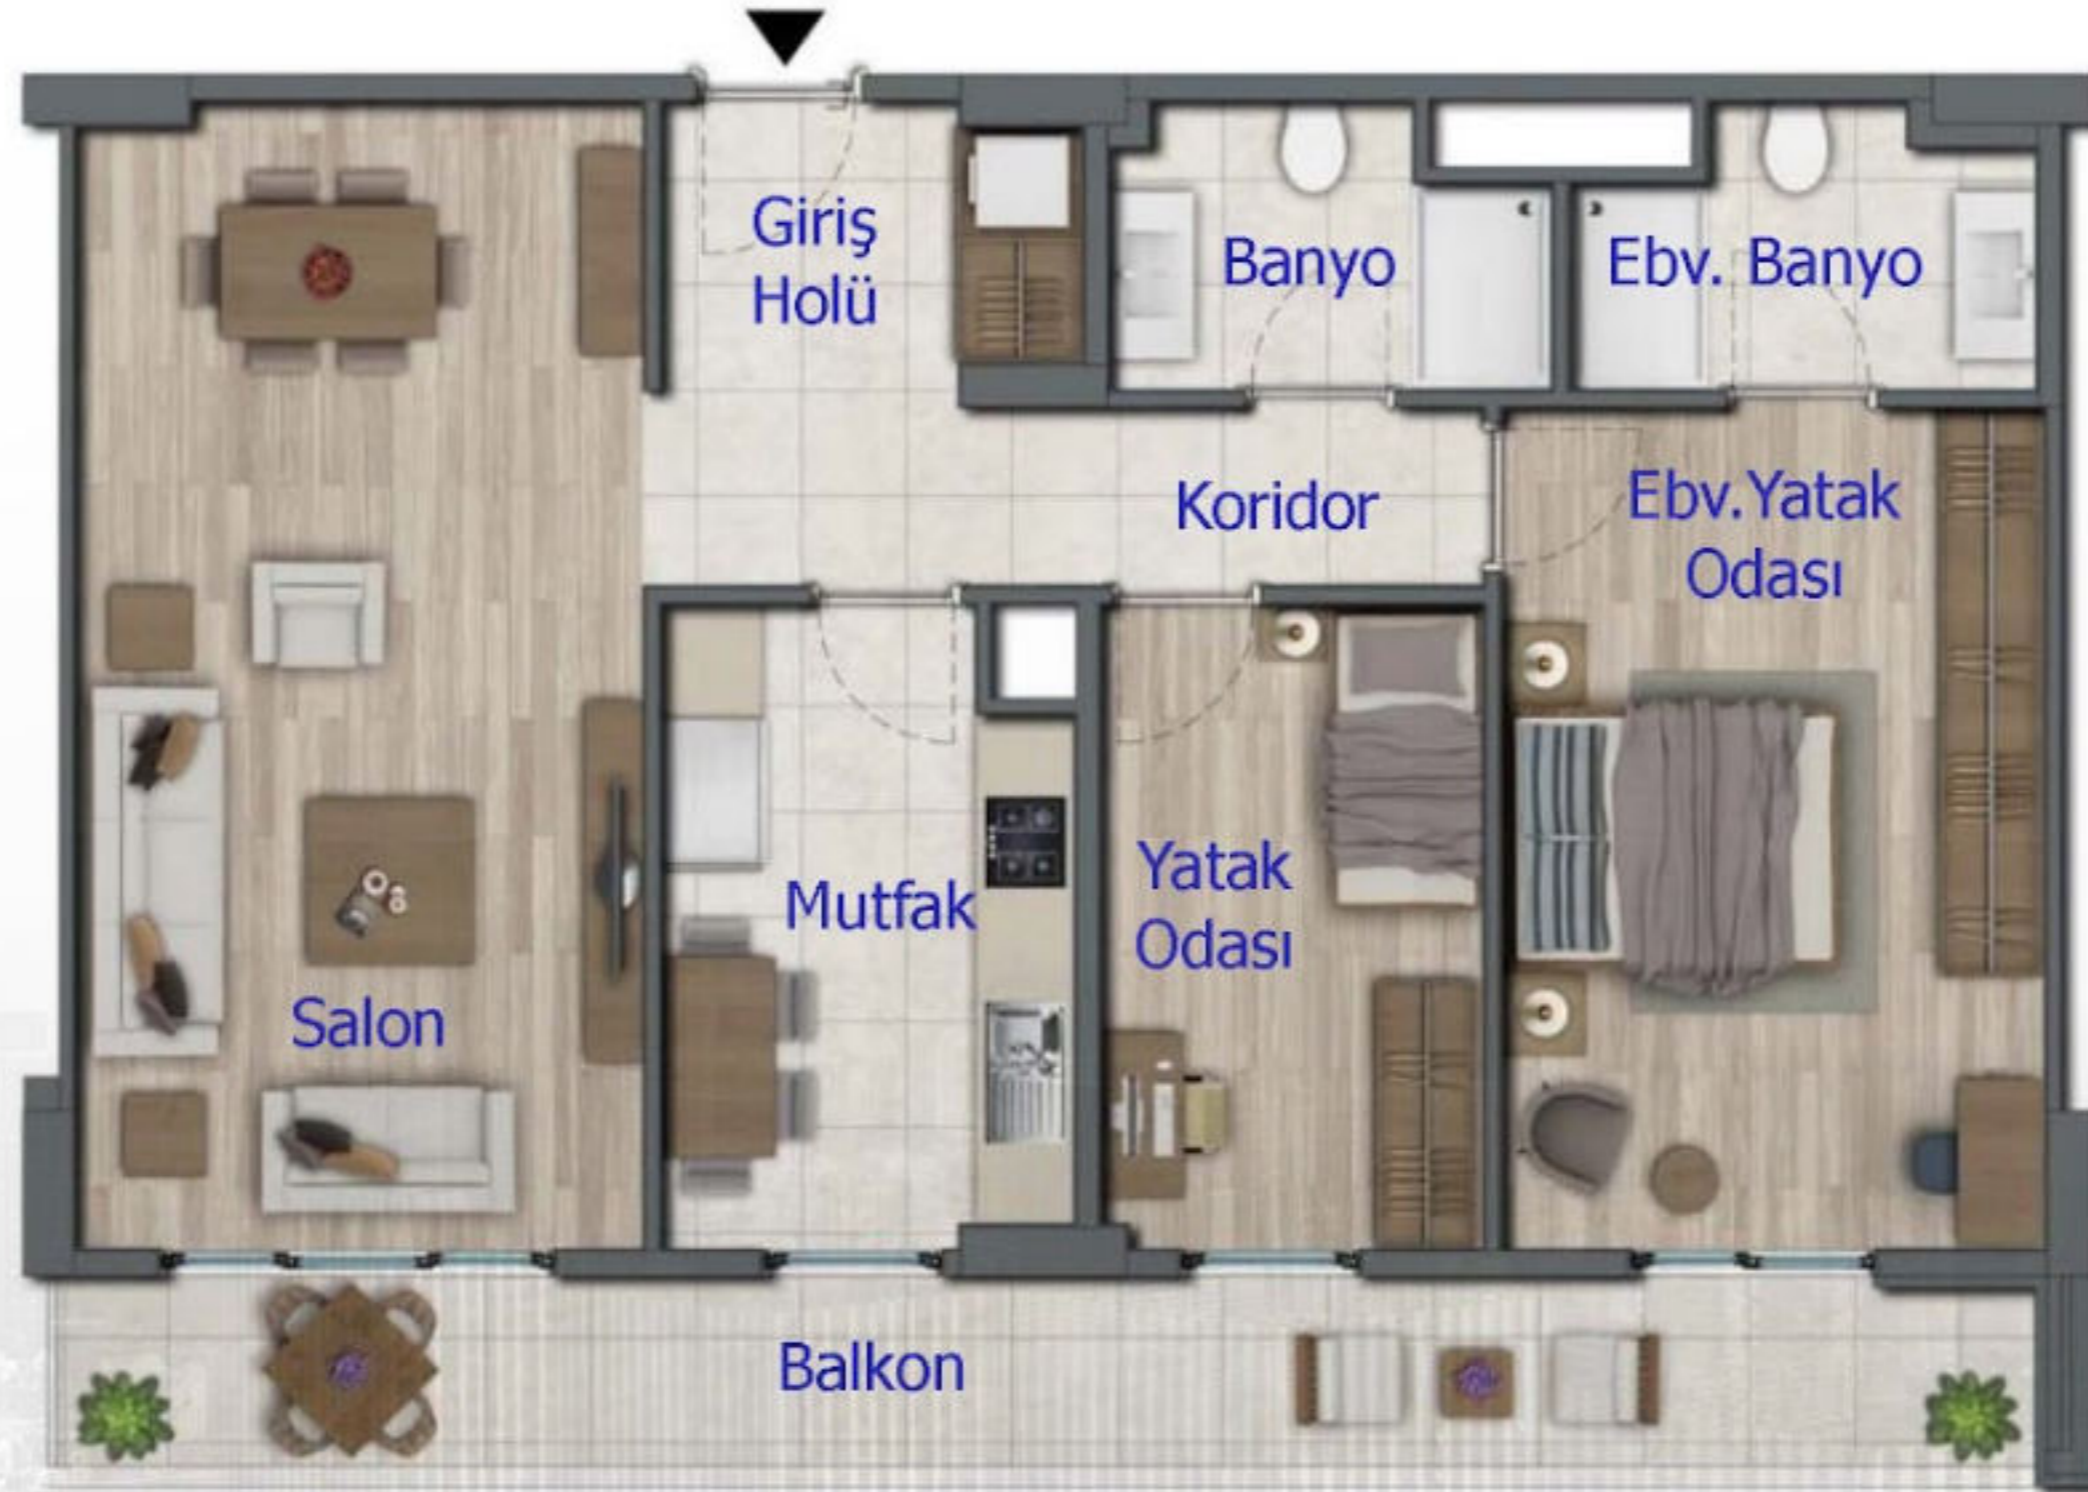 Giriş
Holü
Banyo
Ebv. Banyo
Koridor
Ebv.Yatak
Odası
Mutfak
Yatak
Odası
Salon
Balkon